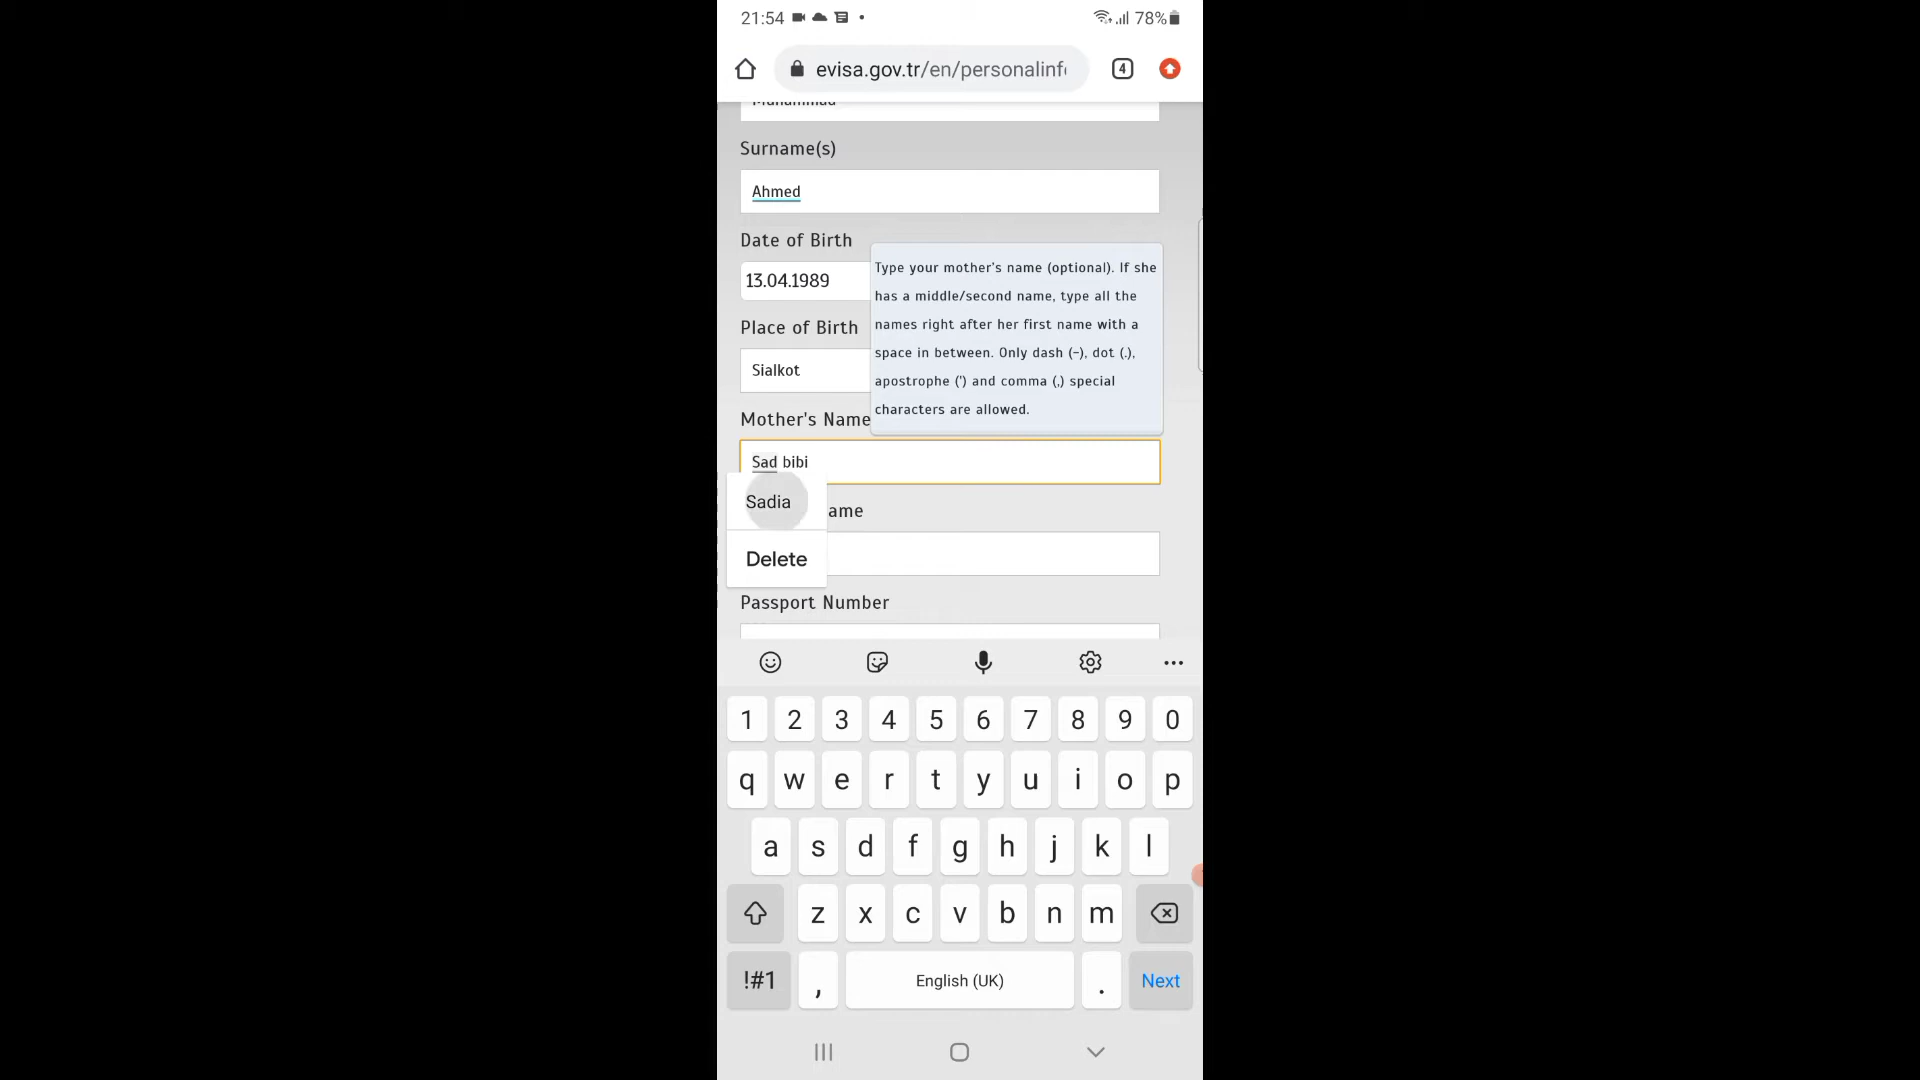 21:54 78%
evisa.gov.tr/en/personalinf
Muhammad
Surname(s)
Ahmed
Date of Birth
13.04.1989
Place of Birth
Sialkot
Type your mother's name (optional). If she
has a middle/second name, type all the
names right after her first name with a
space in between. Only dash (-), dot (.),
apostrophe (') and comma (,) special
characters are allowed.
Mother's Name
Sad bibi
Sadia
ame
Delete
Passport Number
1 2 3 4 5 6 7 8 9 0
q w e r t y u i o p
a s d f g h j k l
z x c v b n m
!#1 , English (UK) . Next
4